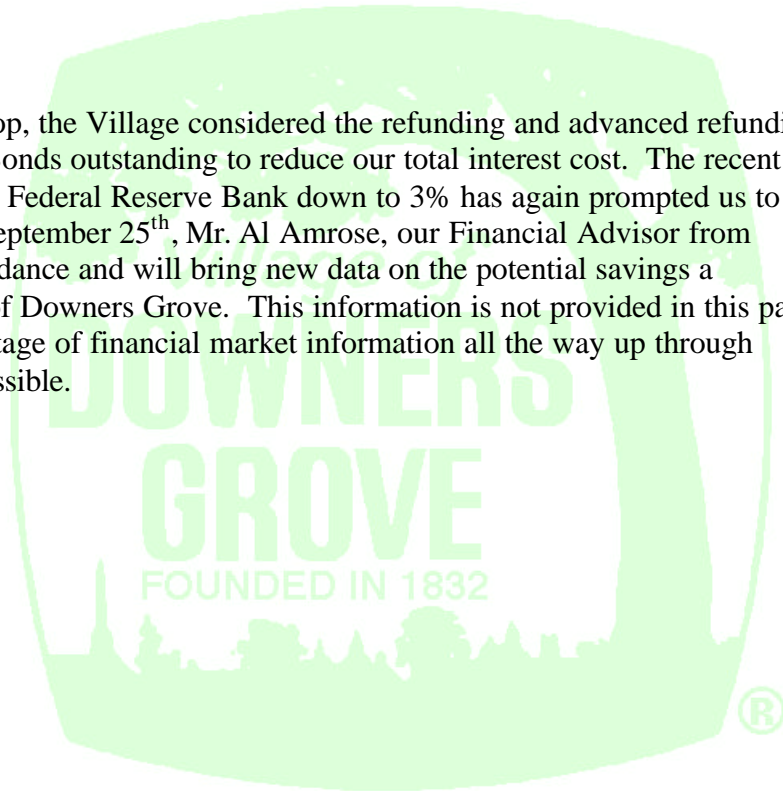 op, the Village considered the refunding and advanced refundi
onds outstanding to reduce our total interest cost.  The recent
Federal Reserve Bank down to 3% has again prompted us to
eptember 25th, Mr. Al Amrose, our Financial Advisor from
dance and will bring new data on the potential savings a
f Downers Grove.  This information is not provided in this pa
tage of financial market information all the way up through
ssible.
Village of
DOWNERS
GROVE
FOUNDED IN 1832
®